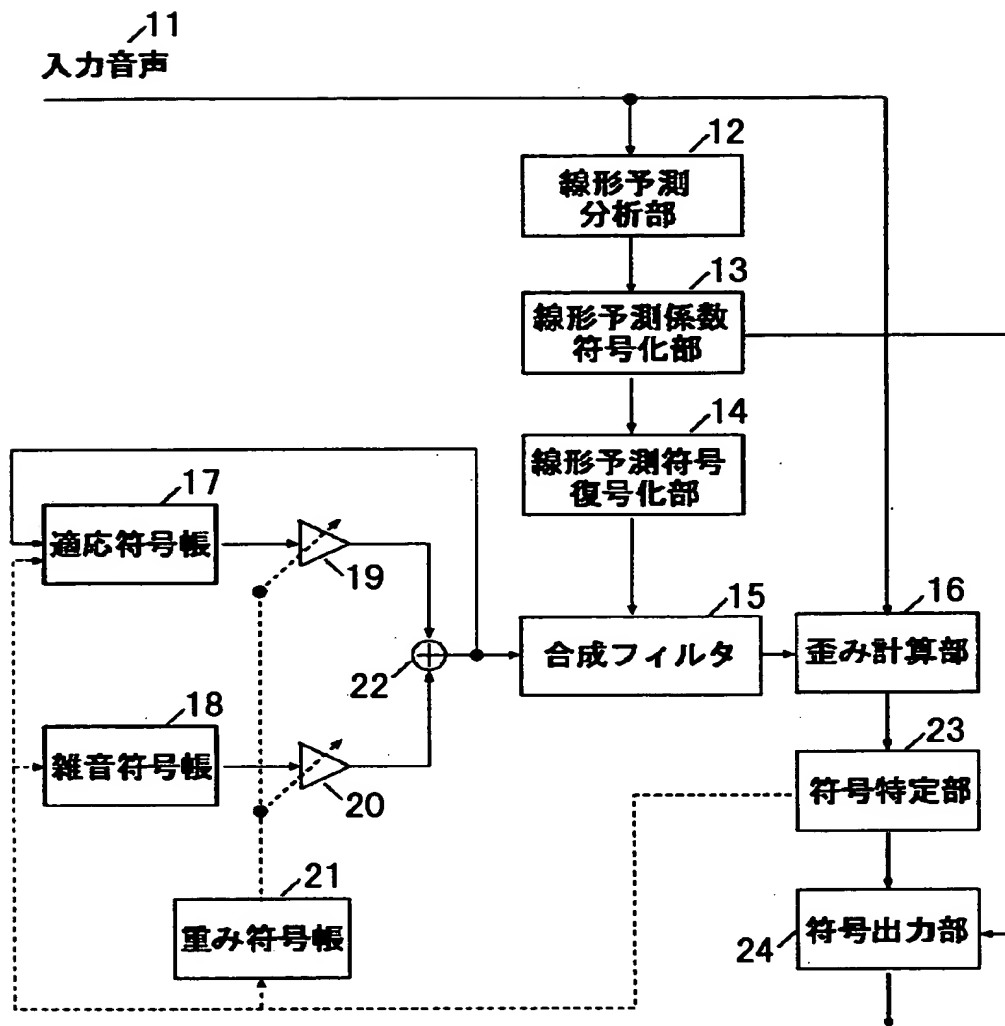 11
入力音声
12
線形予測
分析部
13
線形予測係数
符号化部
14
線形予測符号
復号化部
17
適応符号帳
19
15
合成フィルタ
16
歪み計算部
22
18
雑音符号帳
20
23
符号特定部
21
重み符号帳
24
符号出力部